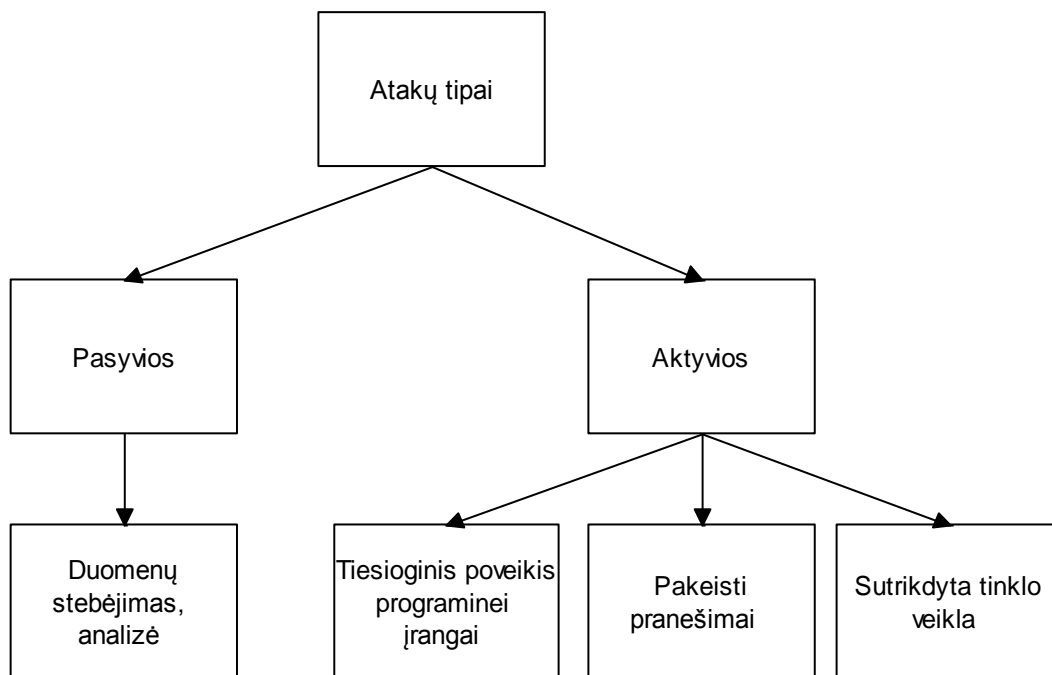 Atakų tipai
Pasyvios
Aktyvios
Duomenų
stebėjimas,
analizė
Tiesioginis poveikis
programinei
įrangai
Pakeisti
pranešimai
Sutrikdyta tinklo
veikla